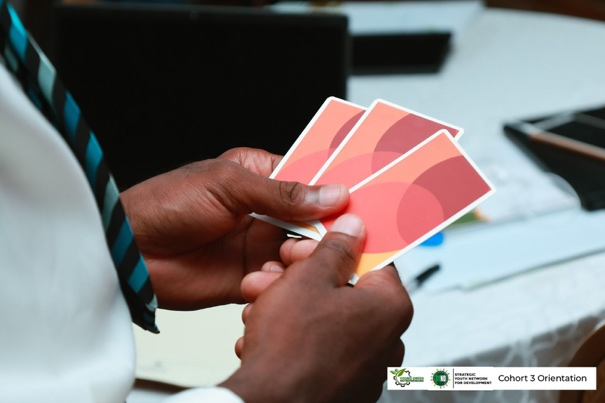 STRATEGIC
YOUTH NETWORK
FOR DEVELOPMENT
Cohort 3 Orientation